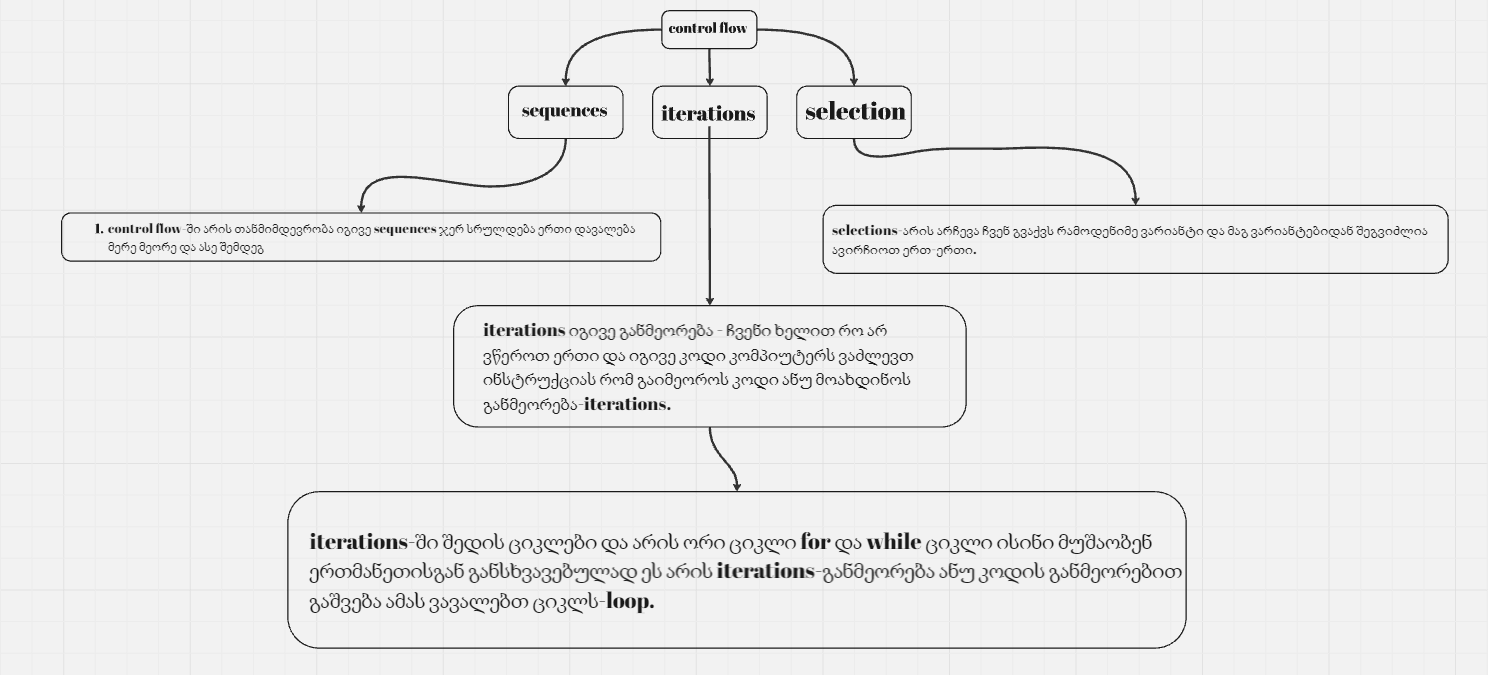 control flow
sequences
iterations
selection
1. control flow-ში არის თანმიმდევრობა იგივე sequences ჯერ სრულდება ერთი დავალება
მერე მეორე და ასე შემდეგ
selections-არის არჩევა ჩვენ გვაქვს რამოდენიმე ვარიანტი და მაგ ვარიანტებიდან შეგვიძლია
ავირჩიოთ ერთ-ერთი.
iterations იგივე განმეორება - ჩვენი ხელით რო არ
ვწეროთ ერთი და იგივე კოდი კომპიუტერს ვაძლევთ
ინსტრუქციას რომ გაიმეოროს კოდი ანუ მოახდინოს
განმეორება-iterations.
iterations-ში შედის ციკლები და არის ორი ციკლი for და while ციკლი ისინი მუშაობენ
ერთმანეთისგან განსხვავებულად ეს არის iterations-განმეორება ანუ კოდის განმეორებით
გაშვება ამას ვავალებთ ციკლს-loop.